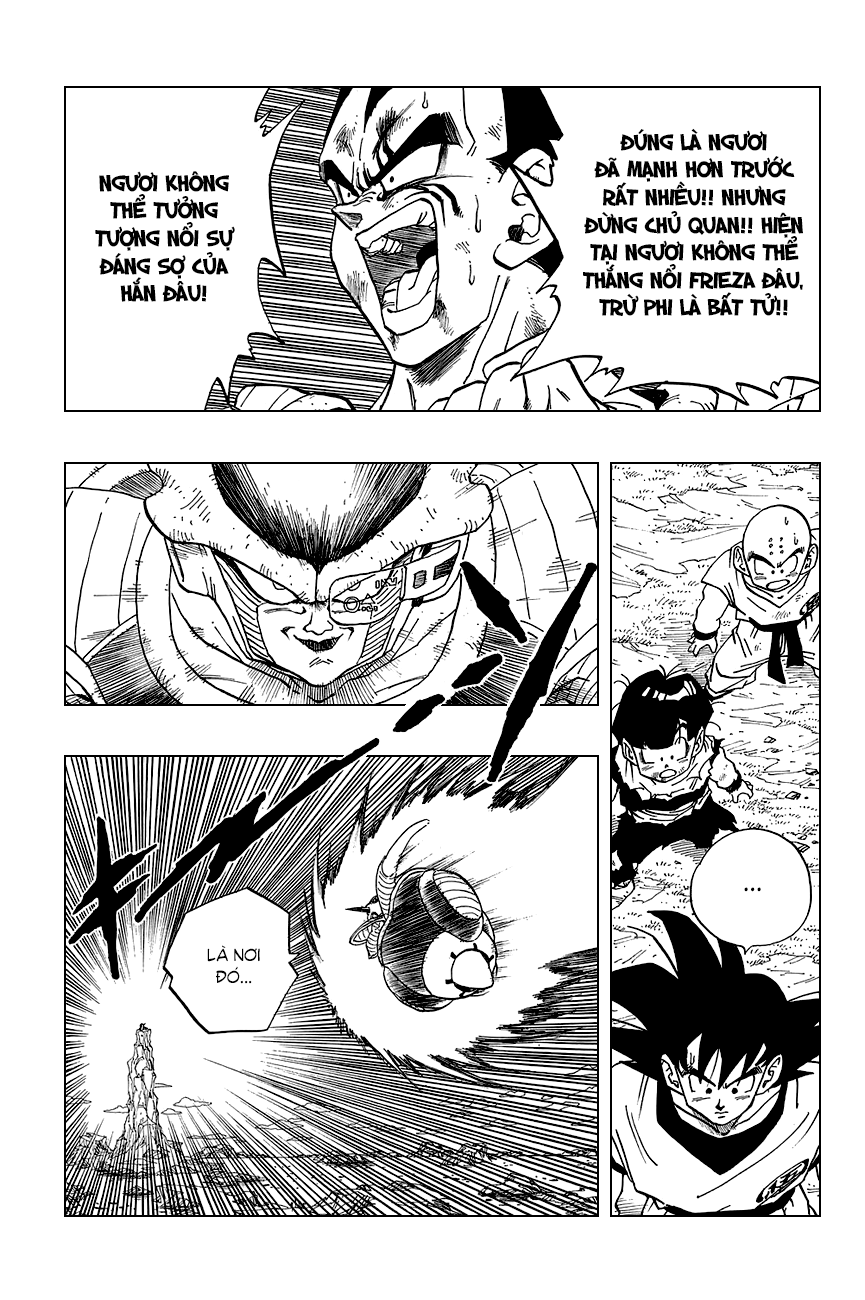 ĐÚNG LÀ NGƯƠI
ĐÃ MẠNH HƠN TRƯỚC
RẤT NHIỀU!! NHƯNG
ĐỪNG CHỦ QUAN!! HIỆN
TẠI NGƯƠI KHÔNG THỂ
THẮNG NỔI FRIEZA ĐÂU,
TRỪ PHI LÀ BẤT TỬ!!
NGƯƠI KHÔNG
THỂ TƯỞNG
TƯỢNG NỔI SỰ
ĐÁNG SỢ CỦA
HẮN ĐÂU!
...
LÀ NƠI
ĐÓ...